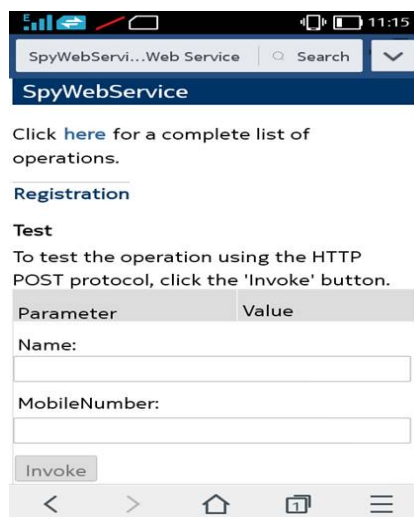 E 11:15
SpyWebServi...Web Service Search
SpyWebService
Click here for a complete list of
operations.
Registration
Test
To test the operation using the HTTP
POST protocol, click the 'Invoke' button.
Parameter Value
Name:
MobileNumber:
Invoke
1